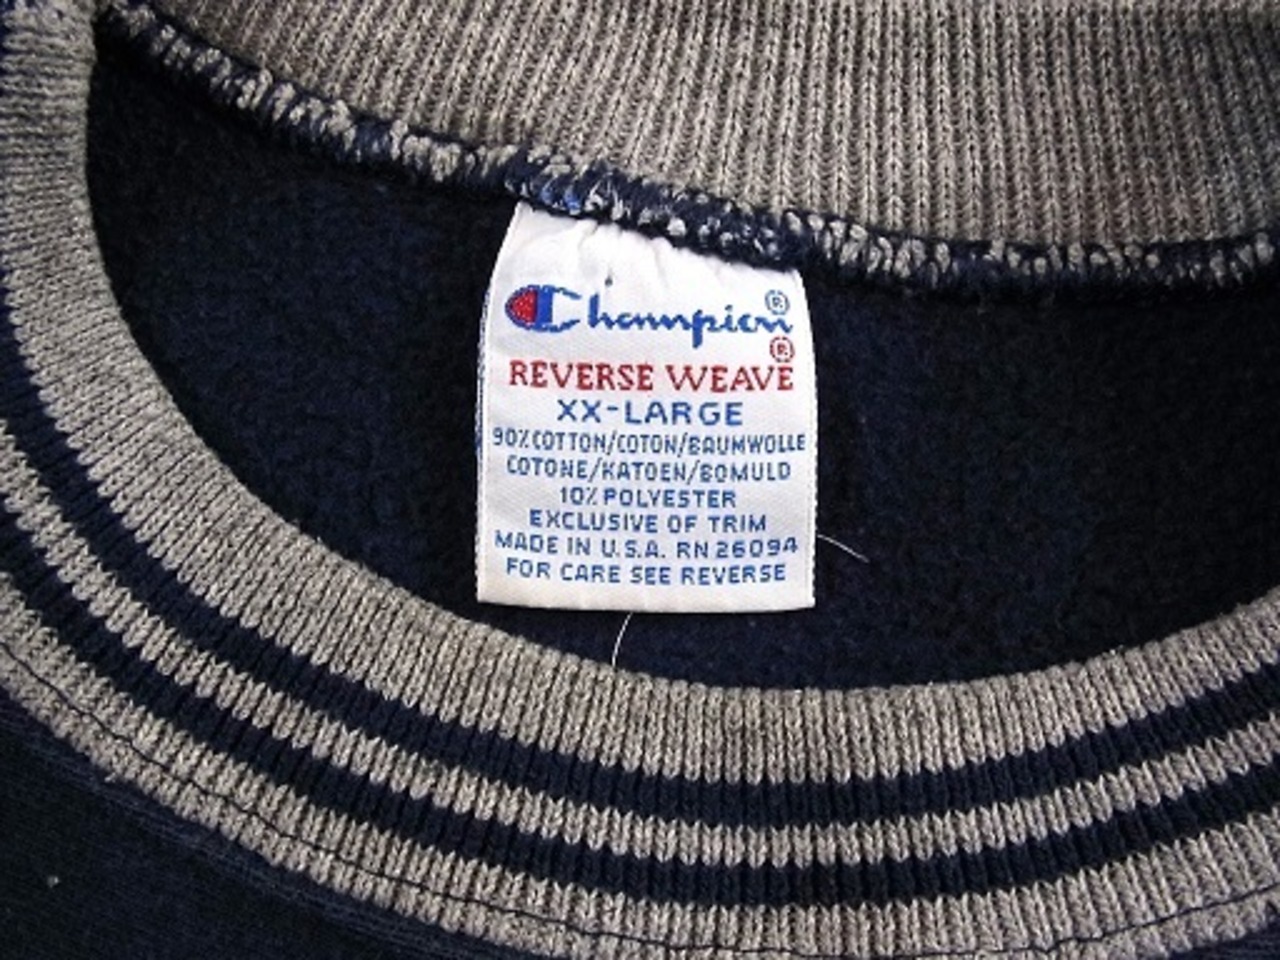 Champion®
REVERSE WEAVE®
XX-LARGE
90% COTTON/COTON/BAUMWOLLE
COTONE/KATOEN/BOMULD
10% POLYESTER
EXCLUSIVE OF TRIM
MADE IN U.S.A. RN 26094
FOR CARE SEE REVERSE